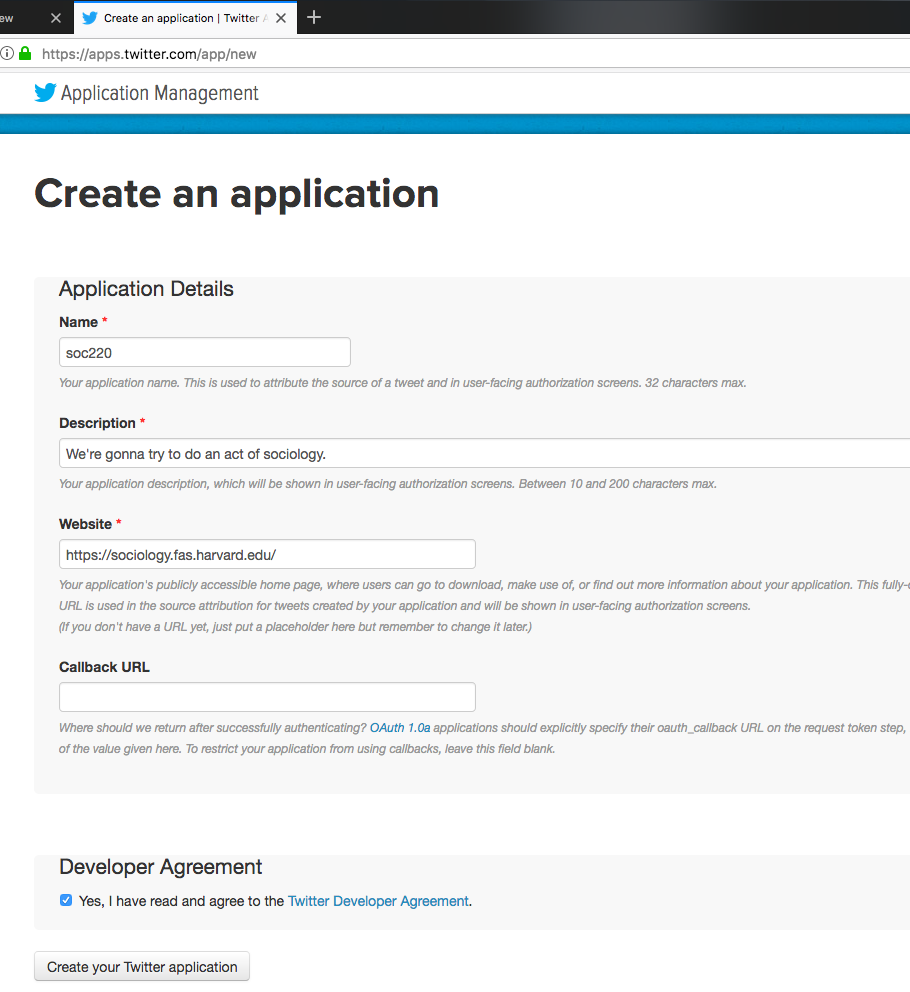 ew
Create an application | Twitter A
https://apps.twitter.com/app/new
Application Management
Create an application
Application Details
Name *
soc220
Your application name. This is used to attribute the source of a tweet and in user-facing authorization screens. 32 characters max.
Description *
We're gonna try to do an act of sociology.
Your application description, which will be shown in user-facing authorization screens. Between 10 and 200 characters max.
Website *
https://sociology.fas.harvard.edu/
Your application's publicly accessible home page, where users can go to download, make use of, or find out more information about your application. This fully-
URL is used in the source attribution for tweets created by your application and will be shown in user-facing authorization screens.
(If you don't have a URL yet, just put a placeholder here but remember to change it later.)
Callback URL
Where should we return after successfully authenticating? OAuth 1.0a applications should explicitly specify their oauth_callback URL on the request token step,
of the value given here. To restrict your application from using callbacks, leave this field blank.
Developer Agreement
Yes, I have read and agree to the Twitter Developer Agreement.
Create your Twitter application